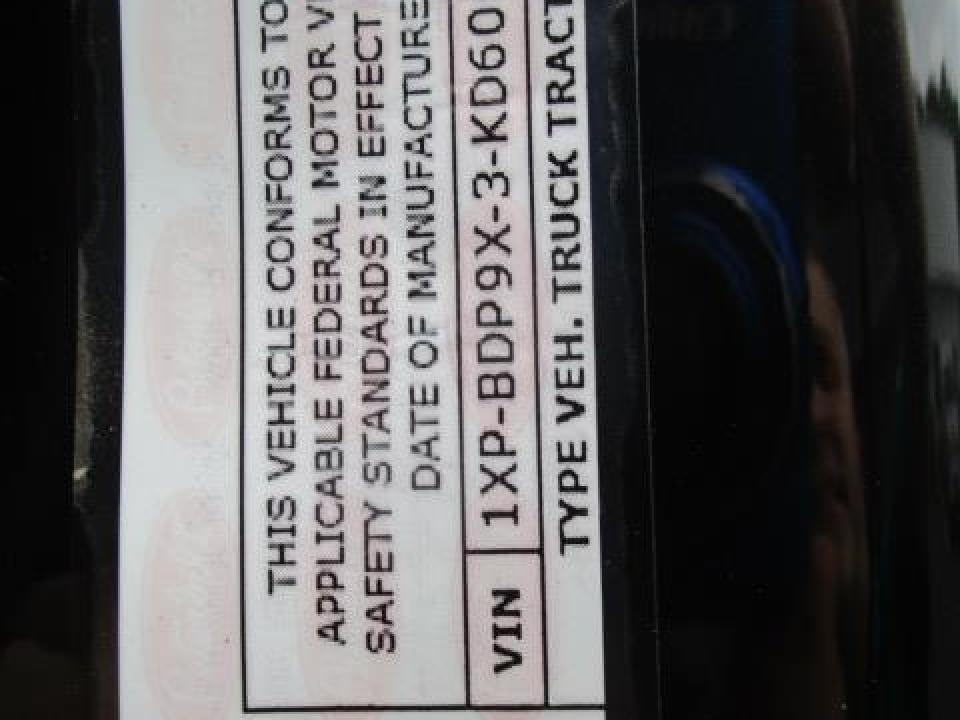 THIS VEHICLE CONFORMS TO
APPLICABLE FEDERAL MOTOR V
SAFETY STANDARDS IN EFFECT
DATE OF MANUFACTURE
VIN 1XP-BDP9X-3-KD60
TYPE VEH. TRUCK TRACT